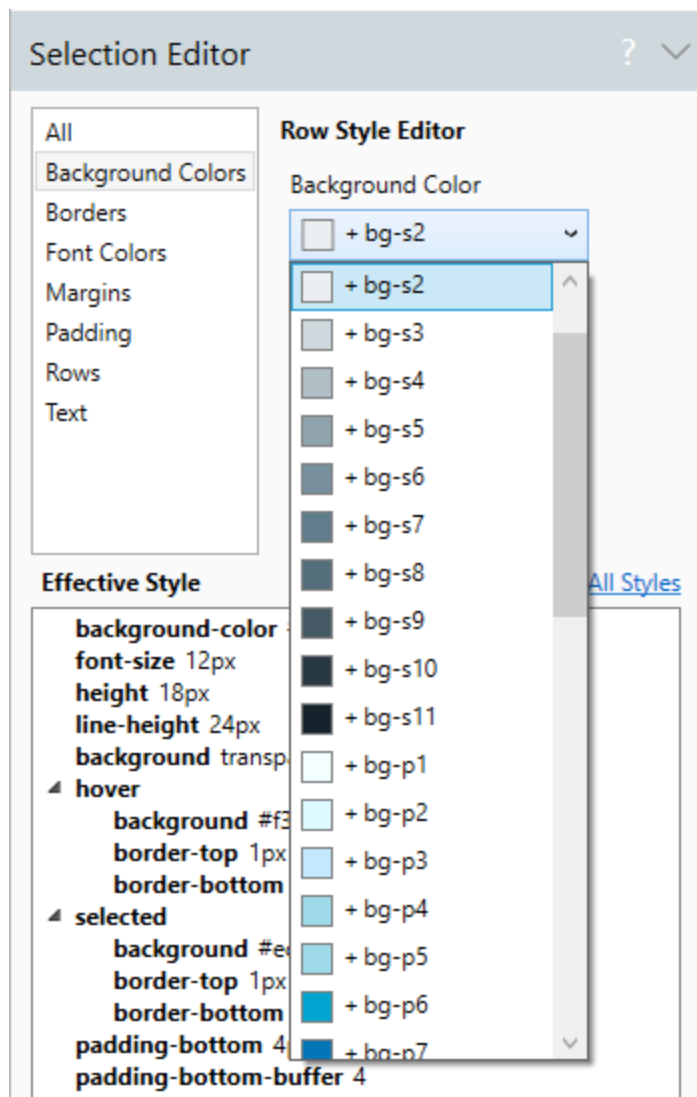 Selection Editor ?
All
Background Colors
Borders
Font Colors
Margins
Padding
Rows
Text
Row Style Editor
Background Color
+ bg-s2
+ bg-s2
+ bg-s3
+ bg-s4
+ bg-s5
+ bg-s6
+ bg-s7
+ bg-s8
+ bg-s9
+ bg-s10
+ bg-s11
+ bg-p1
+ bg-p2
+ bg-p3
+ bg-p4
+ bg-p5
+ bg-p6
+ bg-p7
Effective Style
All Styles
background-color
font-size 12px
height 18px
line-height 24px
background
hover
background
border-top 1px
border-bottom
selected
background
border-top 1px
border-bottom
padding-bottom
padding-bottom-buffer 4